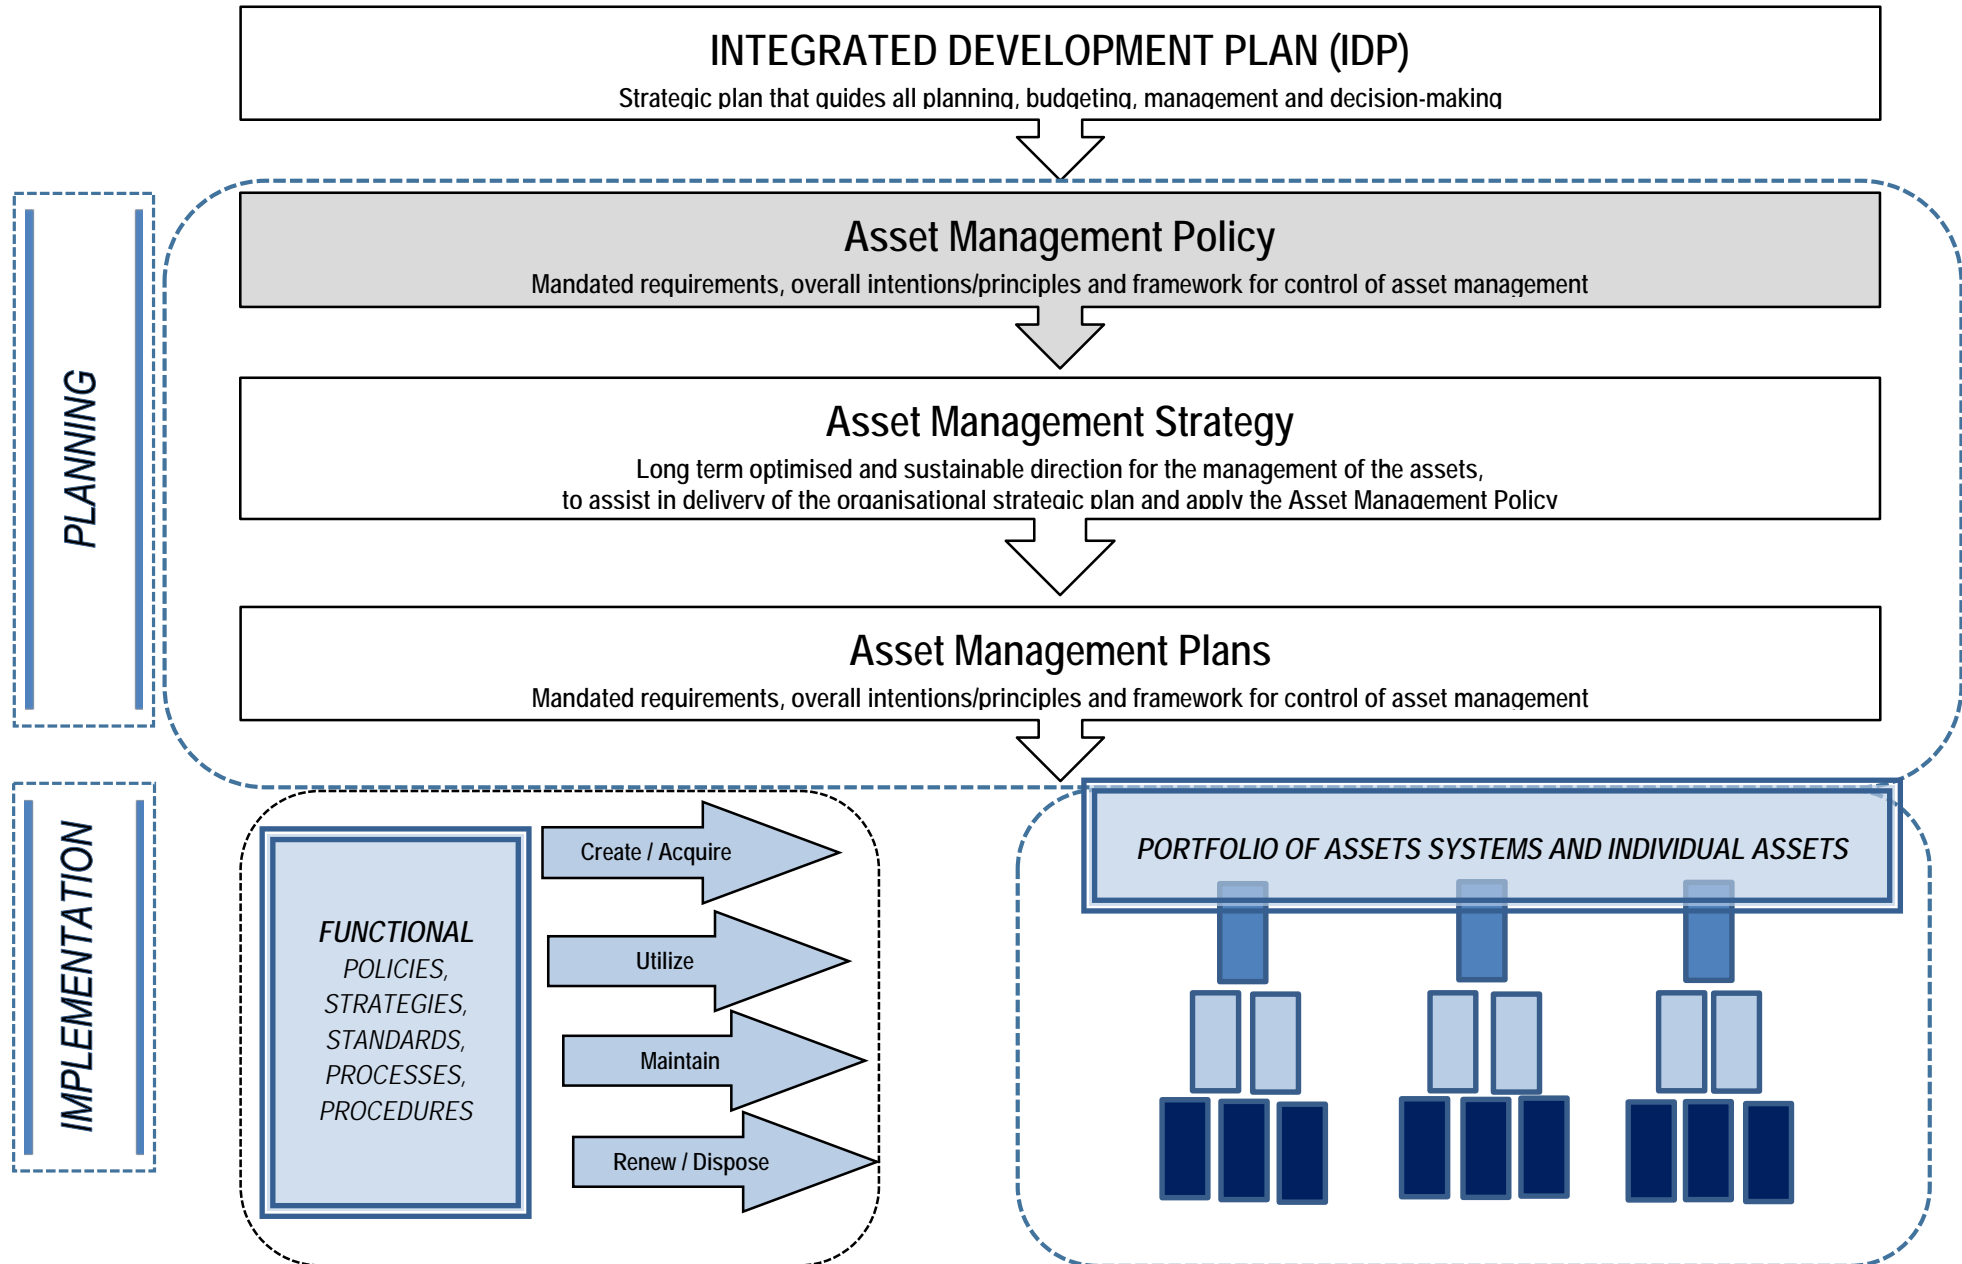 INTEGRATED DEVELOPMENT PLAN (IDP)
Strategic plan that guides all planning, budgeting, management and decision-making
PLANNING
Asset Management Policy
Mandated requirements, overall intentions/principles and framework for control of asset management
Asset Management Strategy
Long term optimised and sustainable direction for the management of the assets,
to assist in delivery of the organisational strategic plan and apply the Asset Management Policy
Asset Management Plans
Mandated requirements, overall intentions/principles and framework for control of asset management
IMPLEMENTATION
FUNCTIONAL
POLICIES,
STRATEGIES,
STANDARDS,
PROCESSES,
PROCEDURES
Create / Acquire
Utilize
Maintain
Renew / Dispose
PORTFOLIO OF ASSETS SYSTEMS AND INDIVIDUAL ASSETS